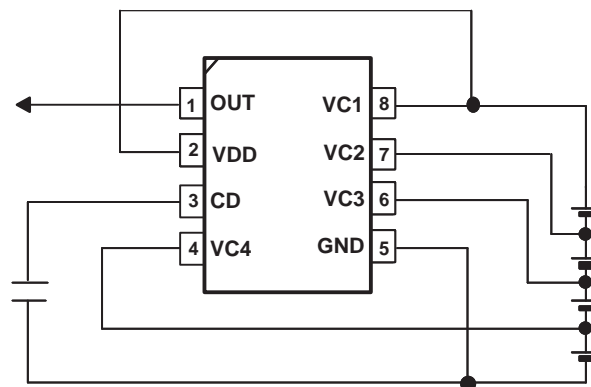 1 OUT VC1 8
2 VDD VC2 7
3 CD VC3 6
4 VC4 GND 5